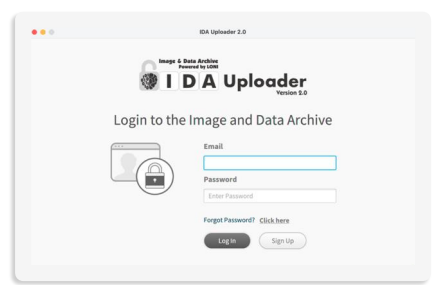 IDA Uploader 2.0
Image & Data Archive
Powered by LONI
IDA Uploader
Version 2.0
Login to the Image and Data Archive
Email
Password
Enter Password
Forgot Password? Click here
Log In Sign Up